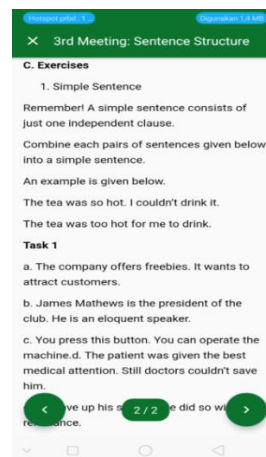 Hotspot pribd : 1
Digunakan 1,4 MB
3rd Meeting: Sentence Structure
C. Exercises
1. Simple Sentence
Remember! A simple sentence consists of
just one independent clause.
Combine each pairs of sentences given below
into a simple sentence.
An example is given below.
The tea was so hot. I couldn't drink it.
The tea was too hot for me to drink.
Task 1
a. The company offers freebies. It wants to
attract customers.
b. James Mathews is the president of the
club. He is an eloquent speaker.
c. You press this button. You can operate the
machine.d. The patient was given the best
medical attention. Still doctors couldn't save
him.
up his
2 / 2
did so